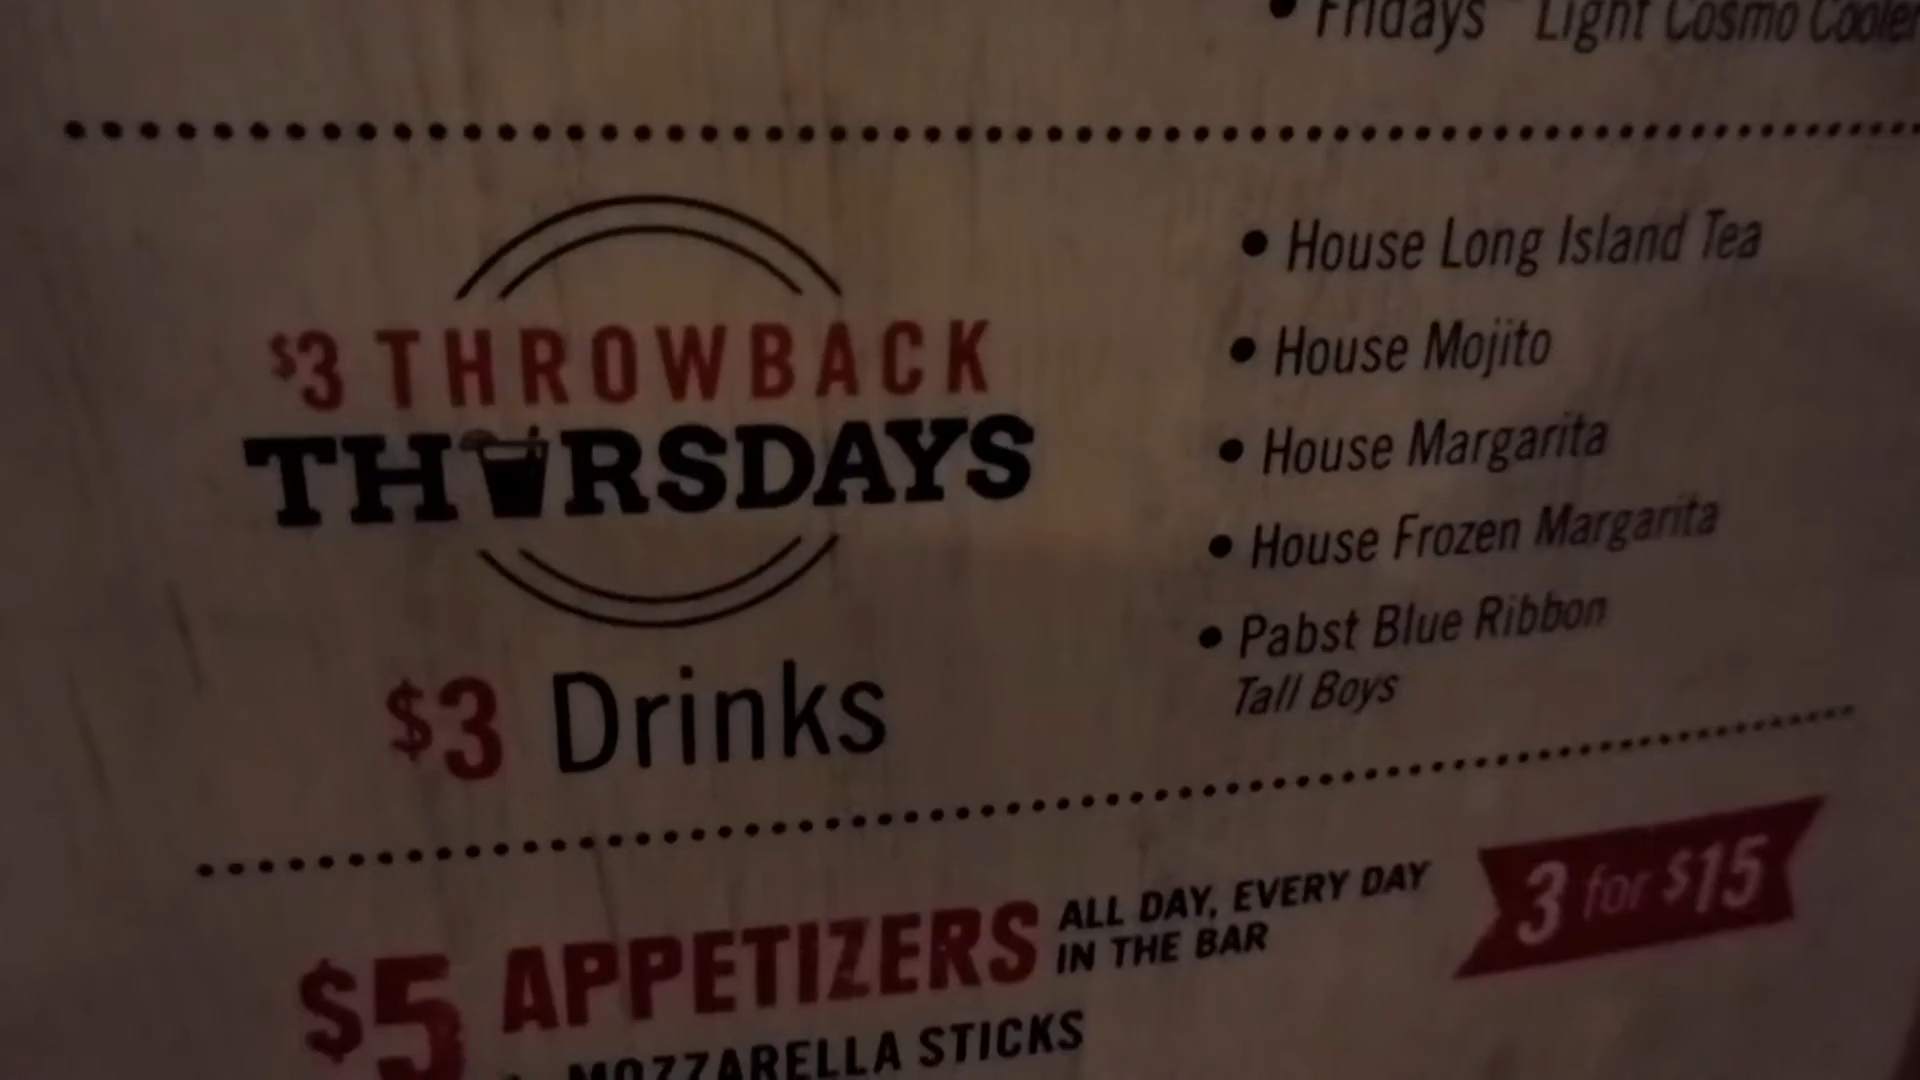 • Fridays™ Light Cosmo Cooler
$3 THROWBACK
THURSDAYS
$3 Drinks
• House Long Island Tea
• House Mojito
• House Margarita
• House Frozen Margarita
• Pabst Blue Ribbon
Tall Boys
$5 APPETIZERS
ALL DAY, EVERY DAY
IN THE BAR
3 for $15
MOZZARELLA STICKS